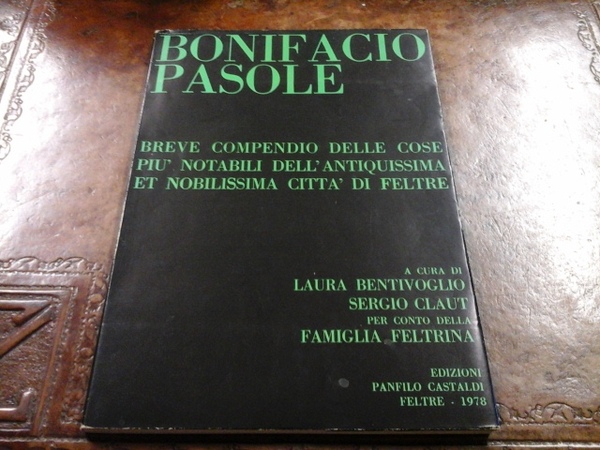 BONIFACIO
PASOLE
BREVE COMPENDIO DELLE COSE
PIU' NOTABILI DELL'ANTIQUISSIMA
ET NOBILISSIMA CITTA' DI FELTRE
A CURA DI
LAURA BENTIVOGLIO
SERGIO CLAUT
PER CONTO DELLA
FAMIGLIA FELTRINA
EDIZIONI
PANFILO CASTALDI
FELTRE - 1978